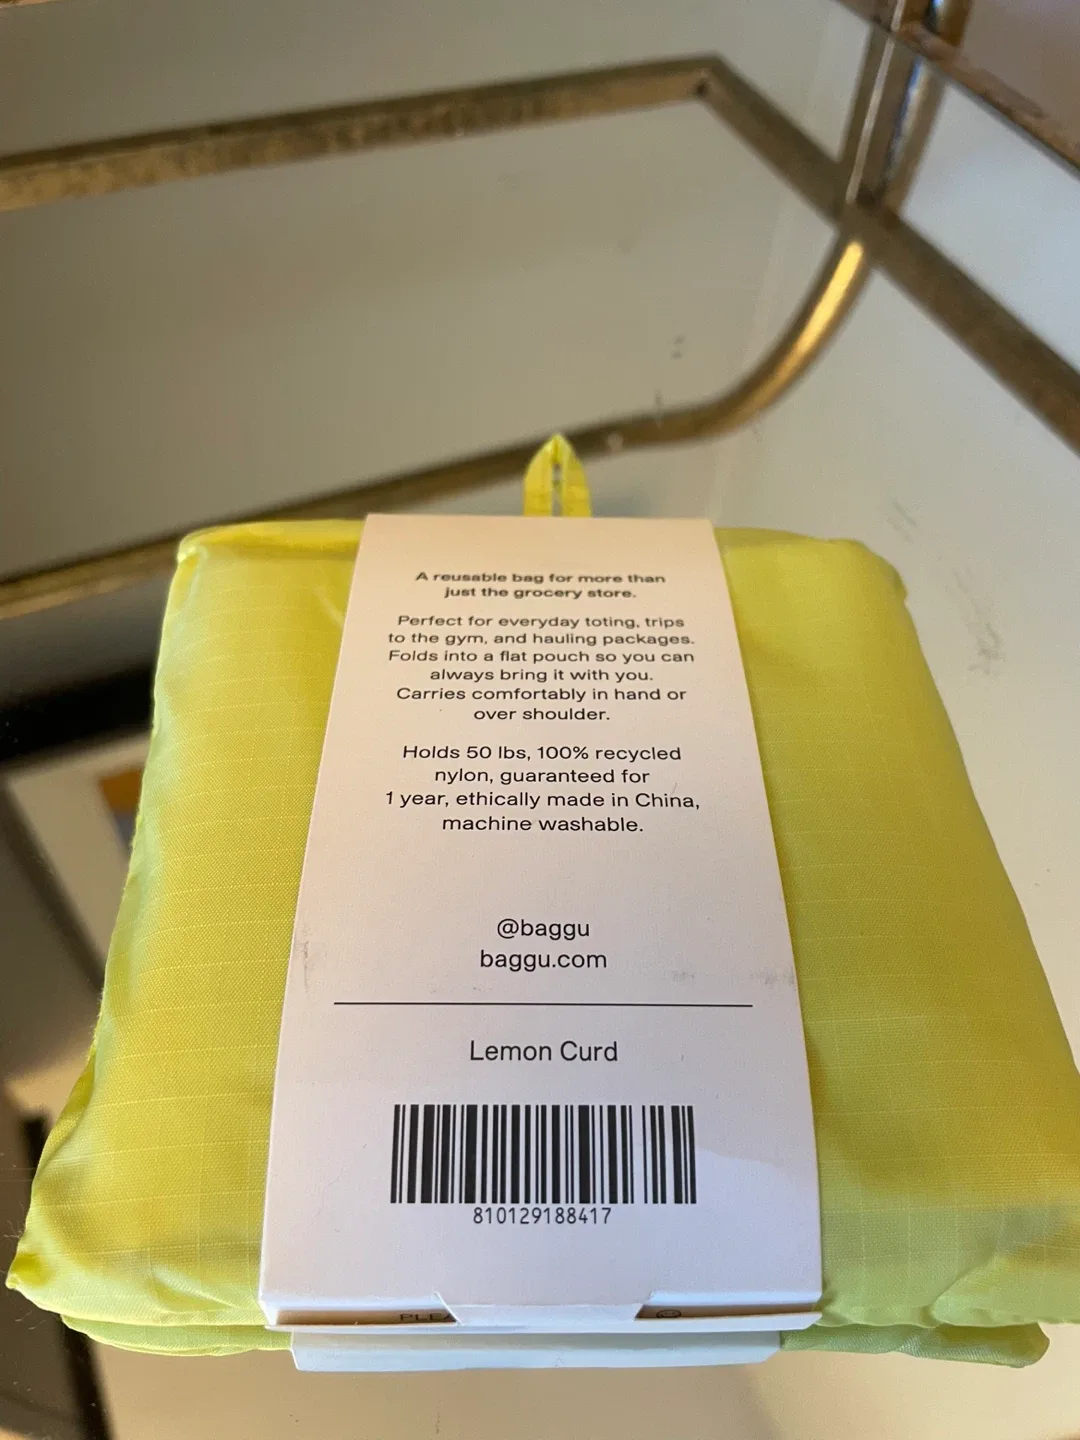 A reusable bag for more than
just the grocery store.
Perfect for everyday toting, trips
to the gym, and hauling packages.
Folds into a flat pouch so you can
always bring it with you.
Carries comfortably in hand or
over shoulder.
Holds 50 lbs, 100% recycled
nylon, guaranteed for
1 year, ethically made in China,
machine washable.
@baggu
baggu.com
Lemon Curd
810129188417